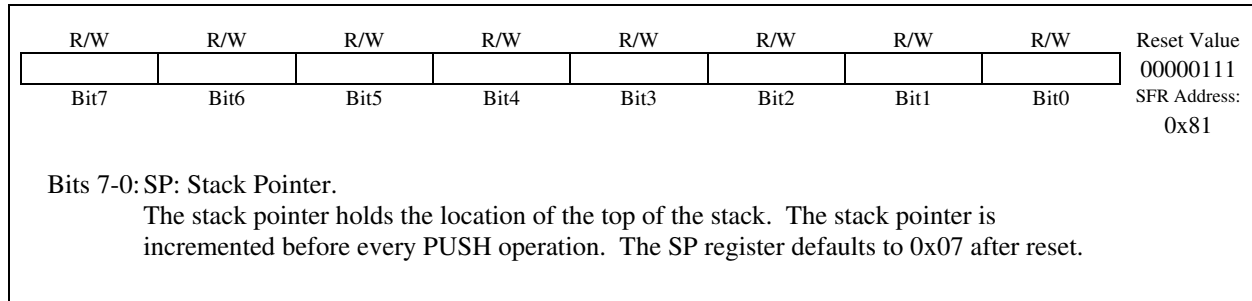 R/W R/W R/W R/W R/W R/W R/W R/W Reset Value
00000111
Bit7 Bit6 Bit5 Bit4 Bit3 Bit2 Bit1 Bit0 SFR Address:
0x81
Bits 7-0: SP: Stack Pointer.
The stack pointer holds the location of the top of the stack. The stack pointer is
incremented before every PUSH operation. The SP register defaults to 0x07 after reset.